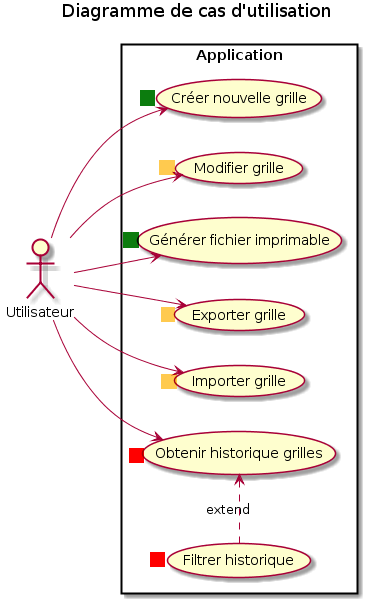 Diagramme de cas d'utilisation
Application
Créer nouvelle grille
Modifier grille
Générer fichier imprimable
Utilisateur
Exporter grille
Importer grille
Obtenir historique grilles
extend
Filtrer historique